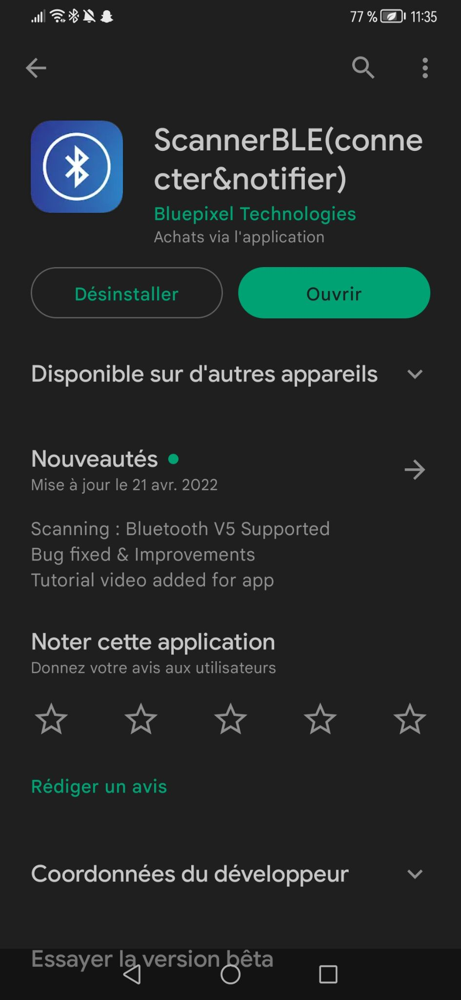 77 % 11:35
ScannerBLE(conne
cter&notifier)
Bluepixel Technologies
Achats via l'application
Désinstaller Ouvrir
Disponible sur d'autres appareils
Nouveautés
Mise à jour le 21 avr. 2022
Scanning : Bluetooth V5 Supported
Bug fixed & Improvements
Tutorial video added for app
Noter cette application
Donnez votre avis aux utilisateurs
Rédiger un avis
Coordonnées du développeur
Essayer la version bêta